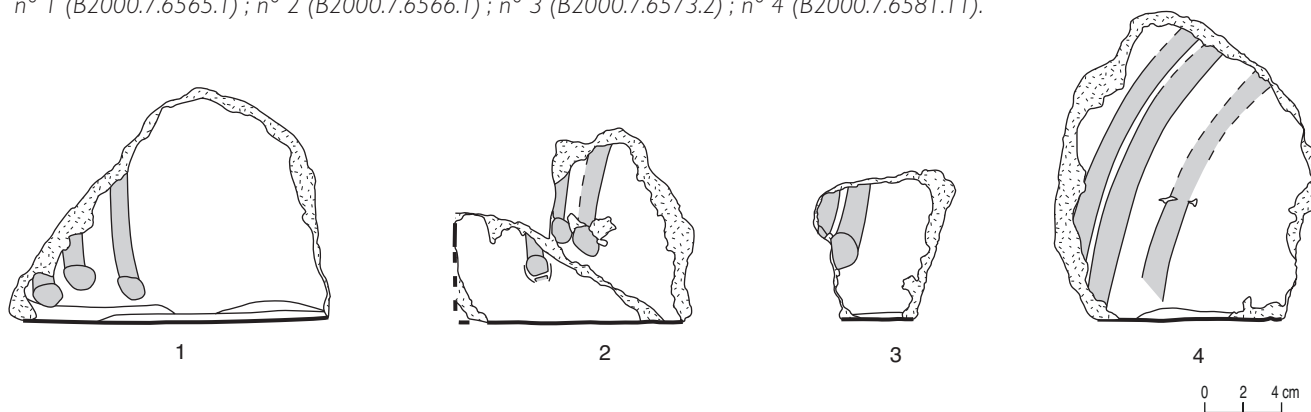 n° 1 (B2000.7.6565.1) ; n° 2 (B2000.7.6566.1) ; n° 3 (B2000.7.6573.2) ; n° 4 (B2000.7.6581.11).
1
2
3
4
0 2 4 cm